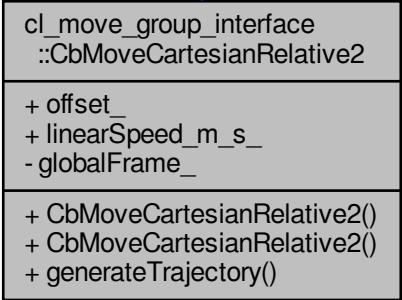 cl_move_group_interface
::CbMoveCartesianRelative2
+ offset_
+ linearSpeed_m_s_
- globalFrame_
+ CbMoveCartesianRelative2()
+ CbMoveCartesianRelative2()
+ generateTrajectory()